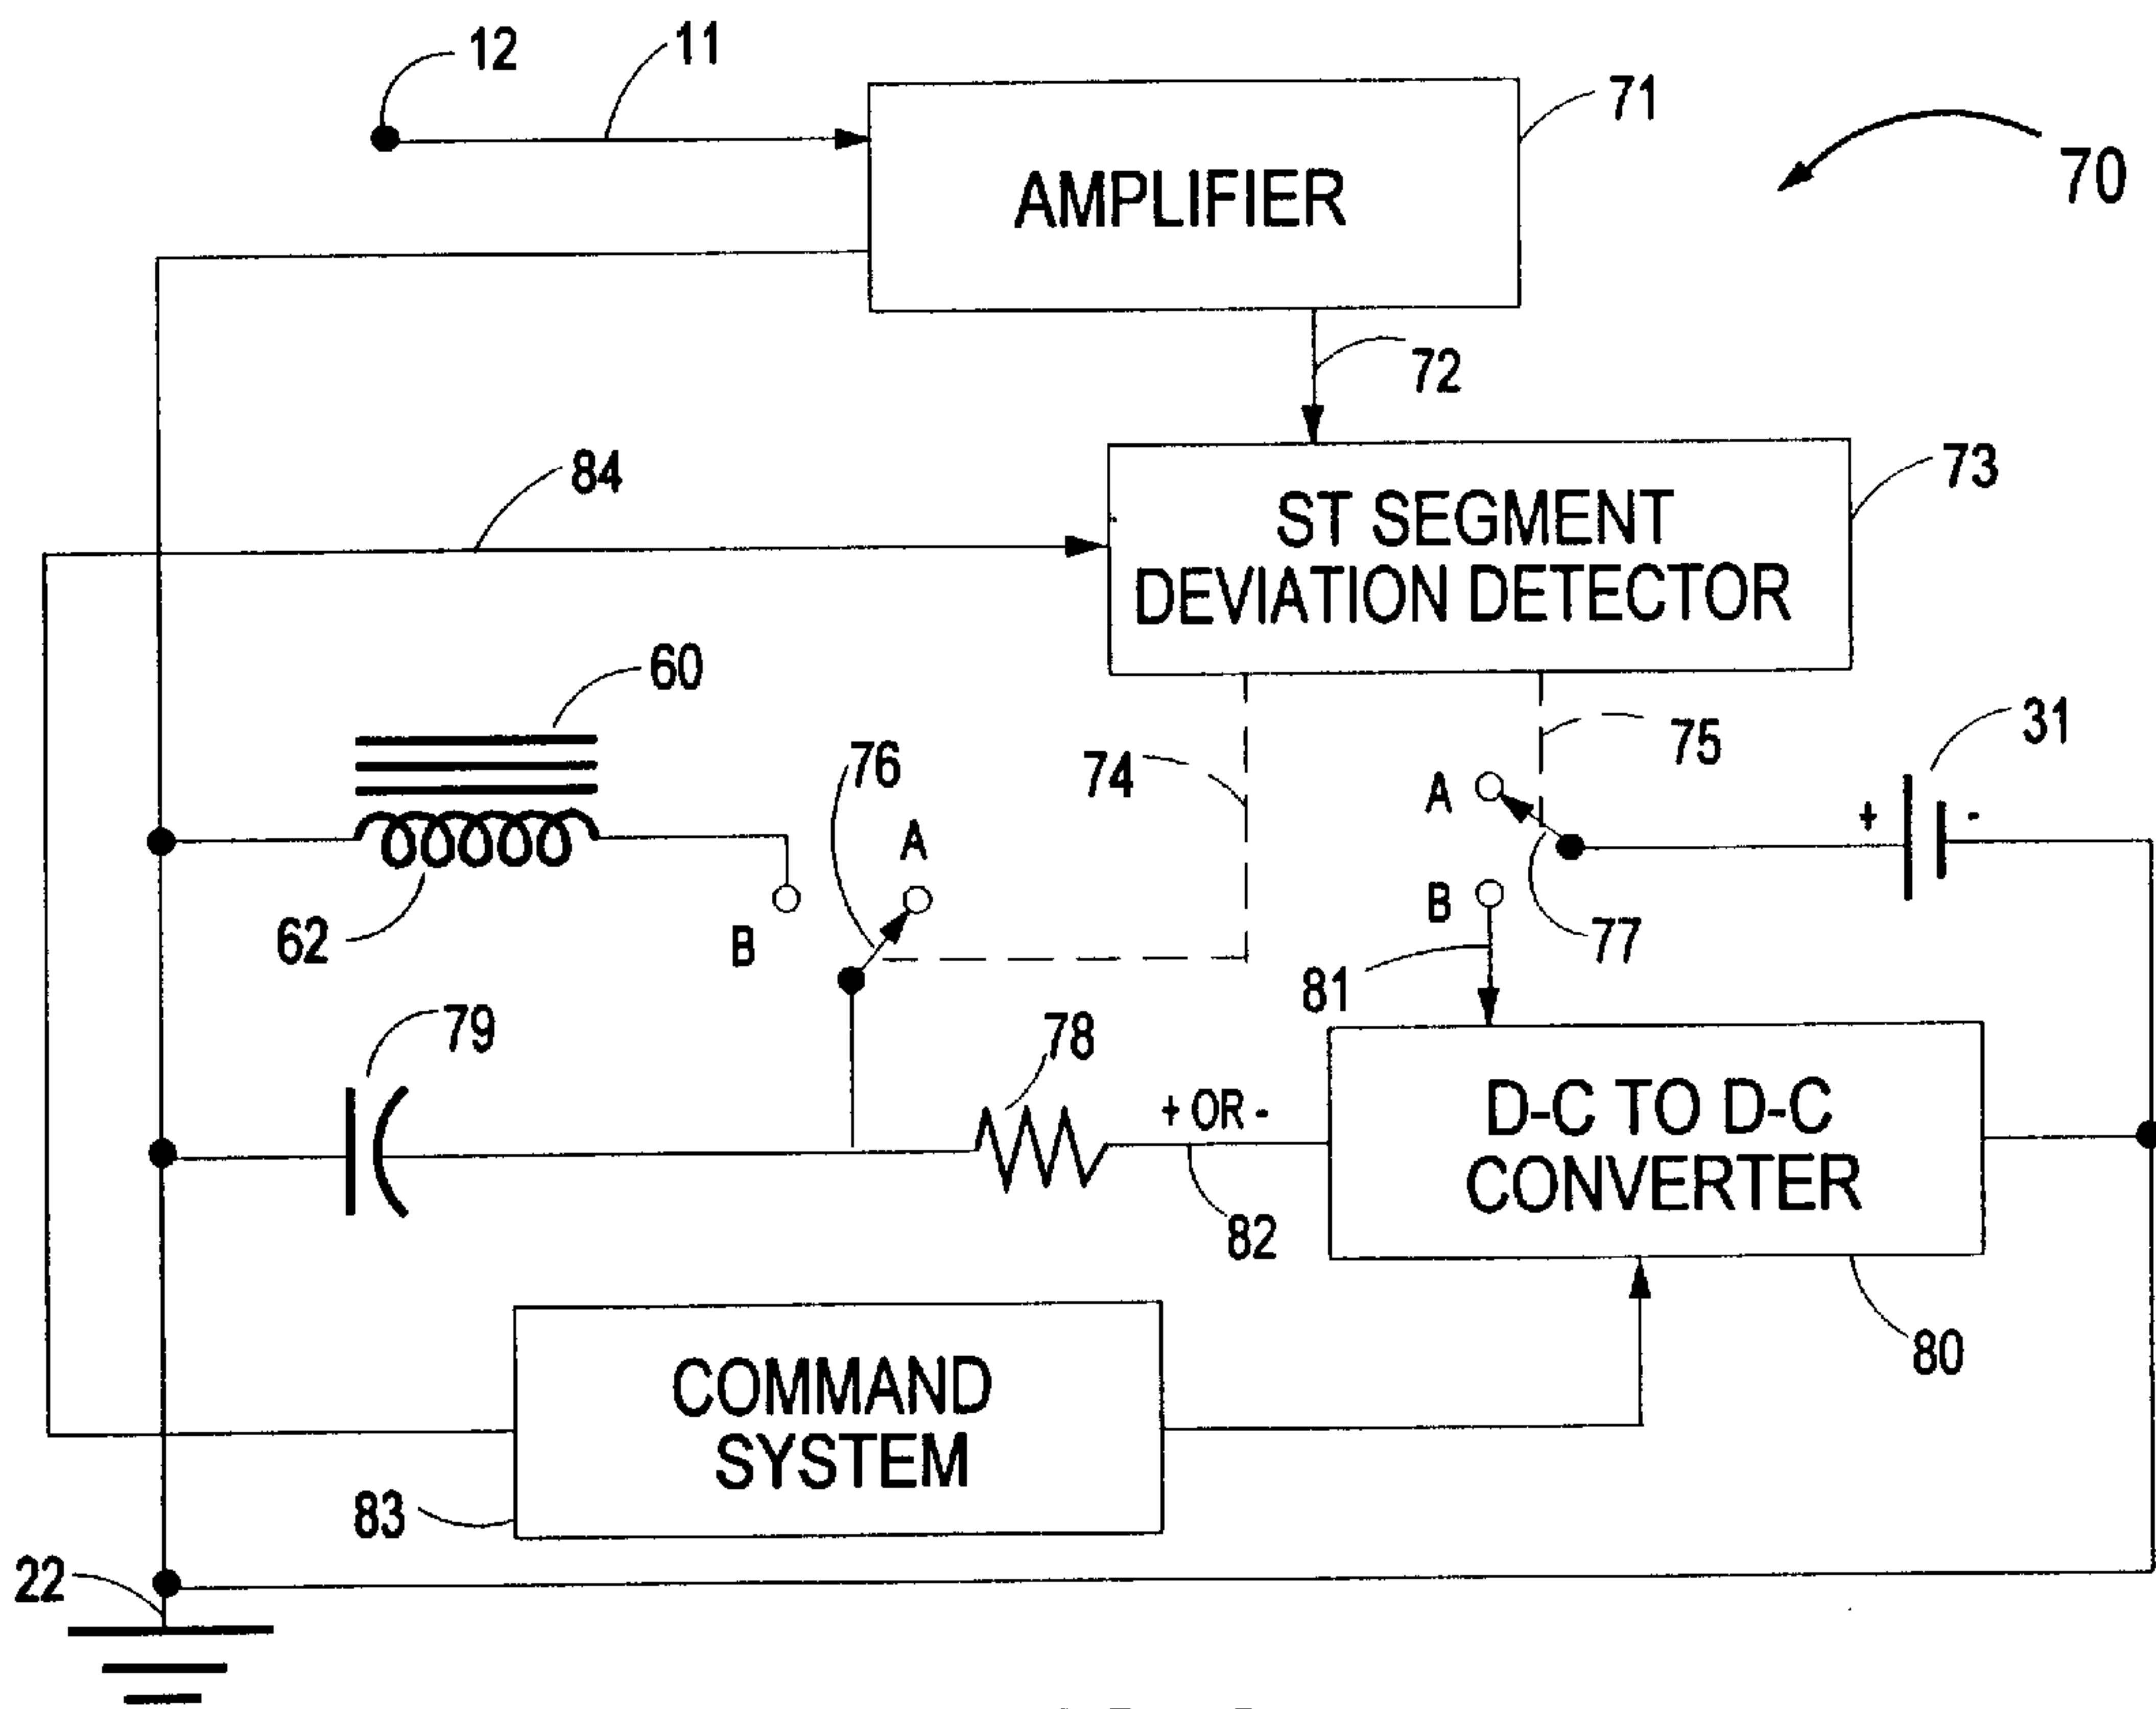 12
11
71
AMPLIFIER
70
72
84
73
ST SEGMENT
DEVIATION DETECTOR
60
31
75
76
74
A
+
-
A
62
B
B
77
81
79
78
+ OR -
D-C TO D-C
CONVERTER
82
COMMAND
SYSTEM
80
83
22